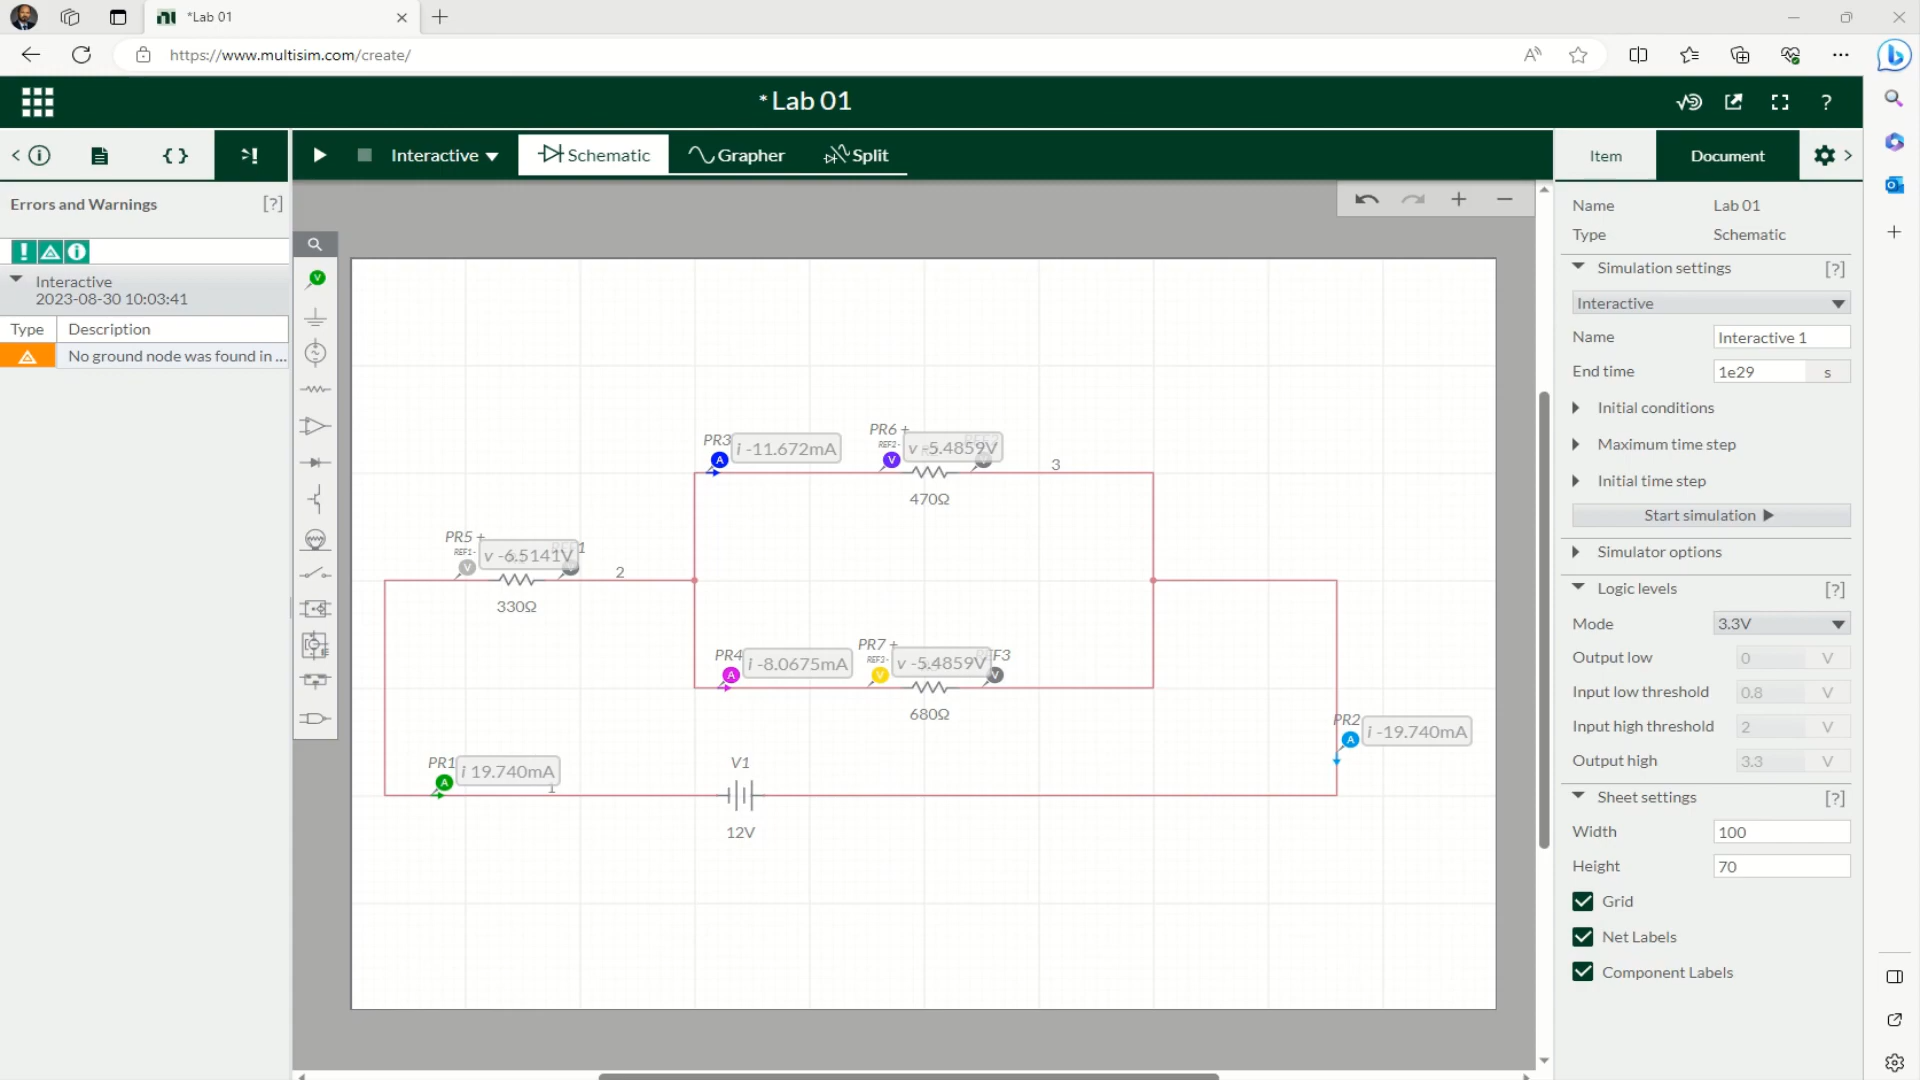 *Lab 01
https://www.multisim.com/create/
* Lab 01
?
Interactive
Schematic
Grapher
Split
Item
Document
Errors and Warnings
[?]
Interactive
2023-08-30 10:03:41
Type
Description
No ground node was found in ...
Name
Lab 01
Type
Schematic
Simulation settings
[?]
Interactive
Name
Interactive 1
End time
1e29
s
Initial conditions
Maximum time step
Initial time step
Start simulation
Simulator options
Logic levels
[?]
Mode
3.3V
Output low
0
V
Input low threshold
0.8
V
Input high threshold
2
V
Output high
3.3
V
Sheet settings
[?]
Width
100
Height
70
Grid
Net Labels
Component Labels
PR3
A
i -11.672mA
PR6 +
REF2-
V
v -5.4859V
470Ω
3
PR5 +
REF1-
V
v -6.5141V
330Ω
2
PR4
A
i -8.0675mA
PR7 +
REF3-
V
v -5.4859V
V
680Ω
PR2
A
i -19.740mA
PR1
A
i 19.740mA
1
V1
12V